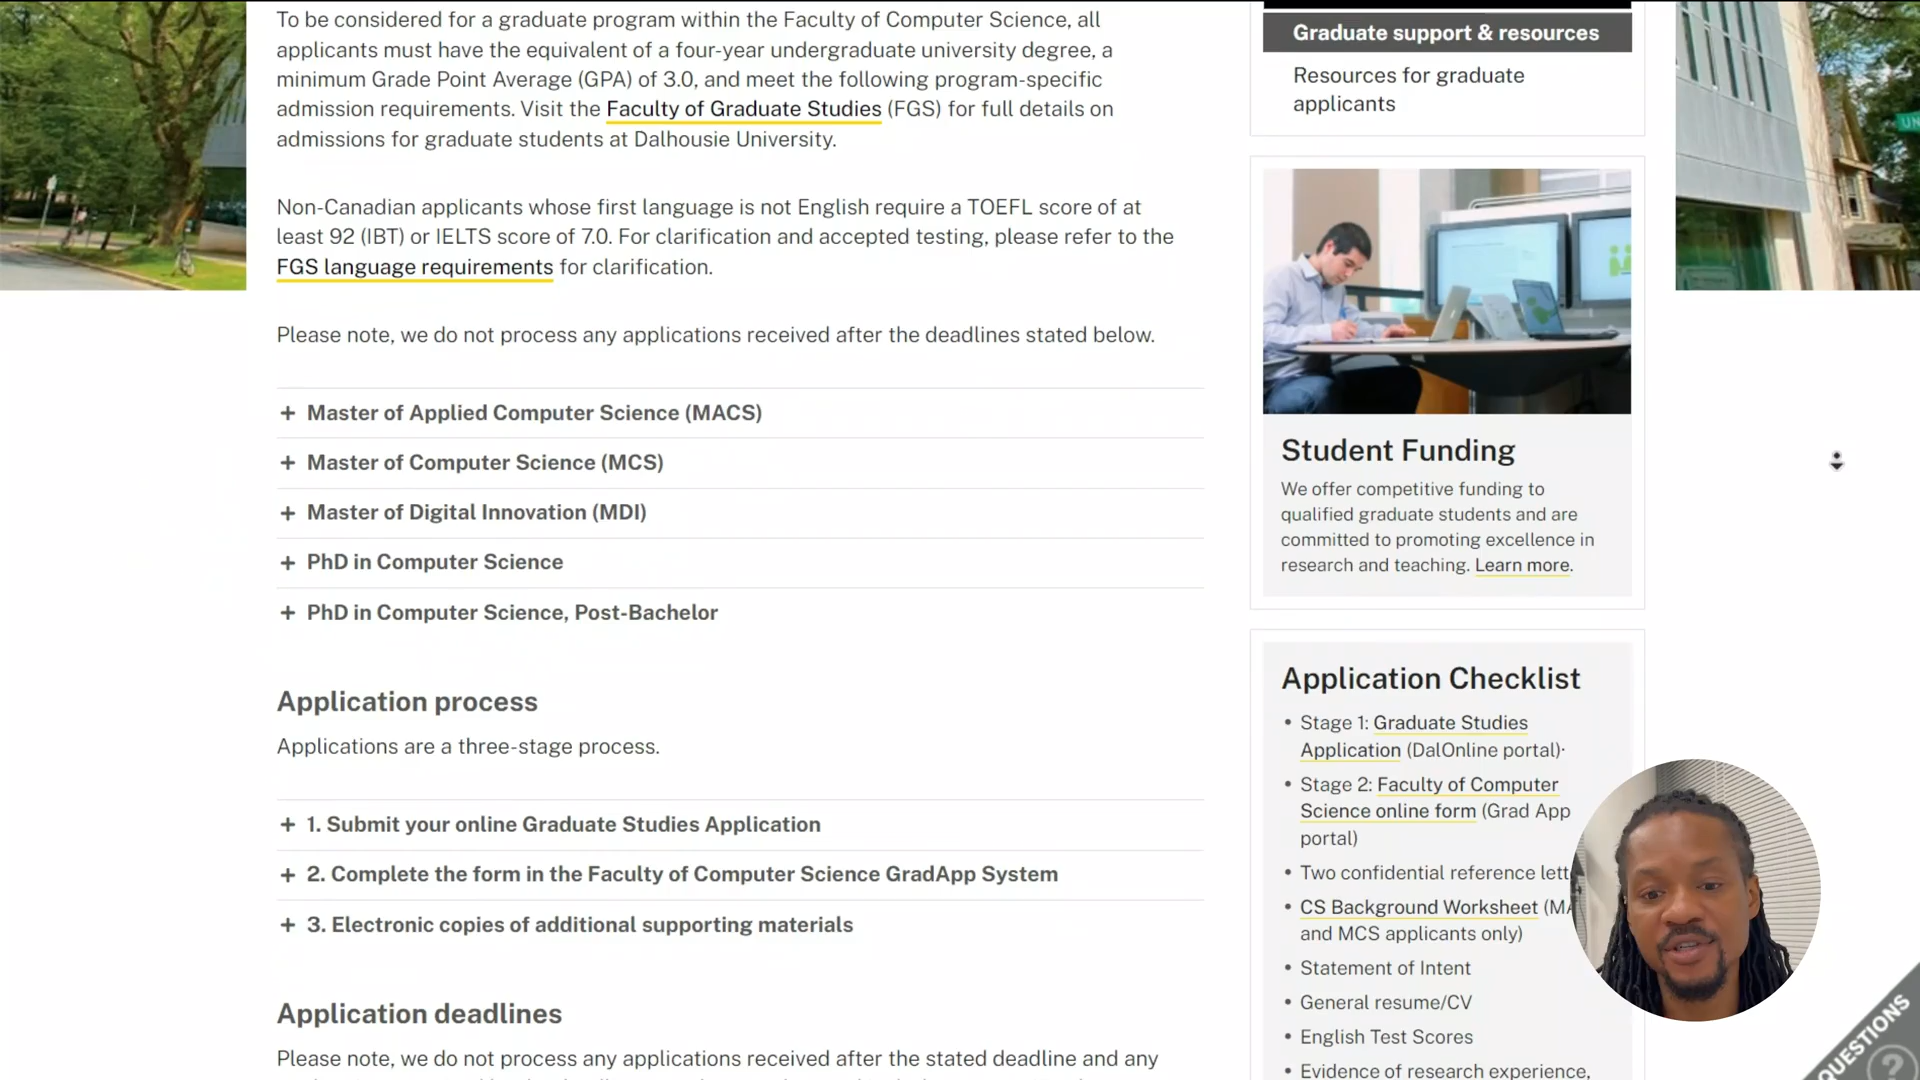 To be considered for a graduate program within the Faculty of Computer Science, all
applicants must have the equivalent of a four-year undergraduate university degree, a
minimum Grade Point Average (GPA) of 3.0, and meet the following program-specific
admission requirements. Visit the Faculty of Graduate Studies (FGS) for full details on
admissions for graduate students at Dalhousie University.
Non-Canadian applicants whose first language is not English require a TOEFL score of at
least 92 (IBT) or IELTS score of 7.0. For clarification and accepted testing, please refer to the
FGS language requirements for clarification.
Please note, we do not process any applications received after the deadlines stated below.
+ Master of Applied Computer Science (MACS)
+ Master of Computer Science (MCS)
+ Master of Digital Innovation (MDI)
+ PhD in Computer Science
+ PhD in Computer Science, Post-Bachelor
Application process
Applications are a three-stage process.
+ 1. Submit your online Graduate Studies Application
+ 2. Complete the form in the Faculty of Computer Science GradApp System
+ 3. Electronic copies of additional supporting materials
Application deadlines
Please note, we do not process any applications received after the stated deadline and any
Graduate support & resources
Resources for graduate
applicants
Student Funding
We offer competitive funding to
qualified graduate students and are
committed to promoting excellence in
research and teaching. Learn more.
Application Checklist
• Stage 1: Graduate Studies
Application (DalOnline portal)·
• Stage 2: Faculty of Computer
Science online form (Grad App
portal)
• Two confidential reference lett
• CS Background Worksheet (MA
and MCS applicants only)
• Statement of Intent
• General resume/CV
• English Test Scores
• Evidence of research experience,
UN
QUESTIONS
?